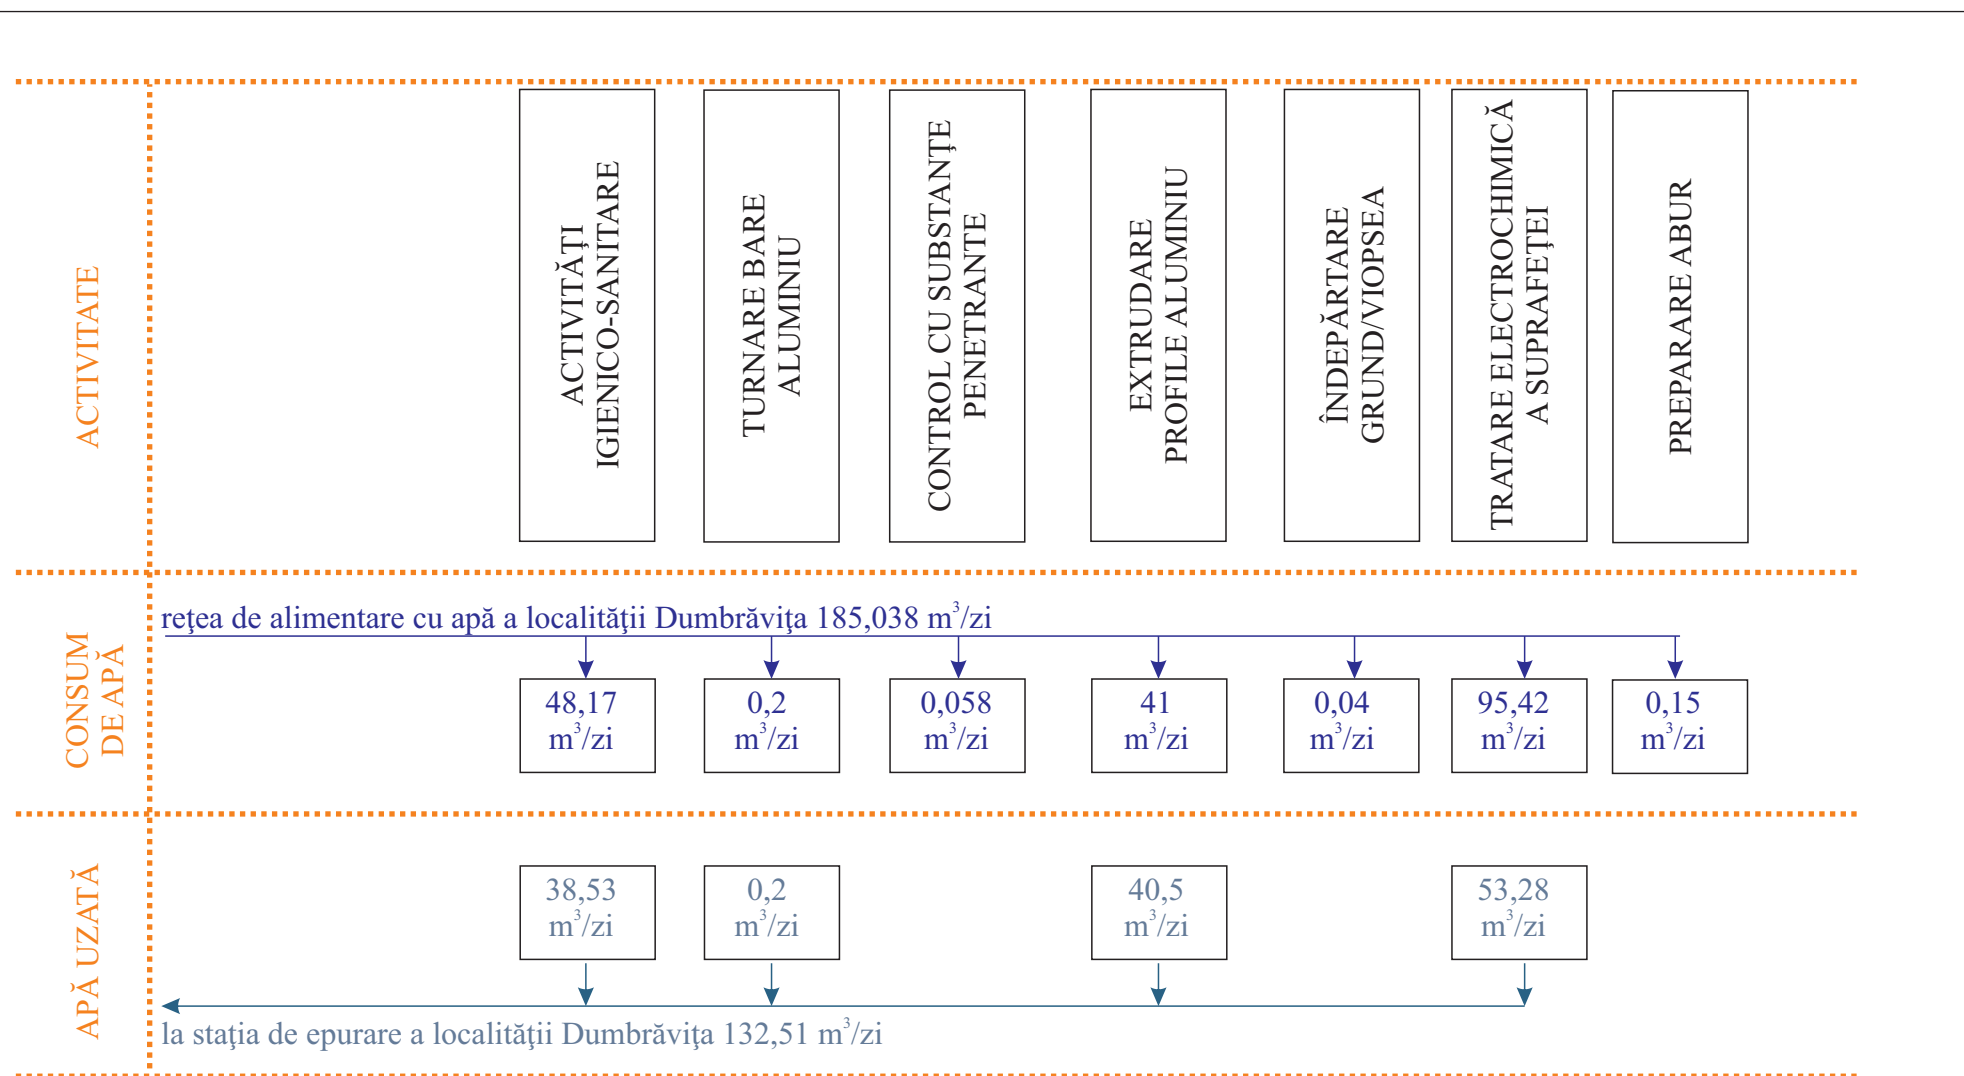 ACTIVITATE
ACTIVITĂŢI
IGIENICO-SANITARE
TURNARE BARE
ALUMINIU
CONTROL CU SUBSTANŢE
PENETRANTE
EXTRUDARE
PROFILE ALUMINIU
ÎNDEPĂRTARE
GRUND/VIOPSEA
TRATARE ELECTROCHIMICĂ
A SUPRAFEŢEI
PREPARARE ABUR
CONSUM
DE APĂ
reţea de alimentare cu apă a localităţii Dumbrăviţa 185,038 m³/zi
48,17
m³/zi
0,2
m³/zi
0,058
m³/zi
41
m³/zi
0,04
m³/zi
95,42
m³/zi
0,15
m³/zi
APĂ UZATĂ
38,53
m³/zi
0,2
m³/zi
40,5
m³/zi
53,28
m³/zi
la staţia de epurare a localităţii Dumbrăviţa 132,51 m³/zi